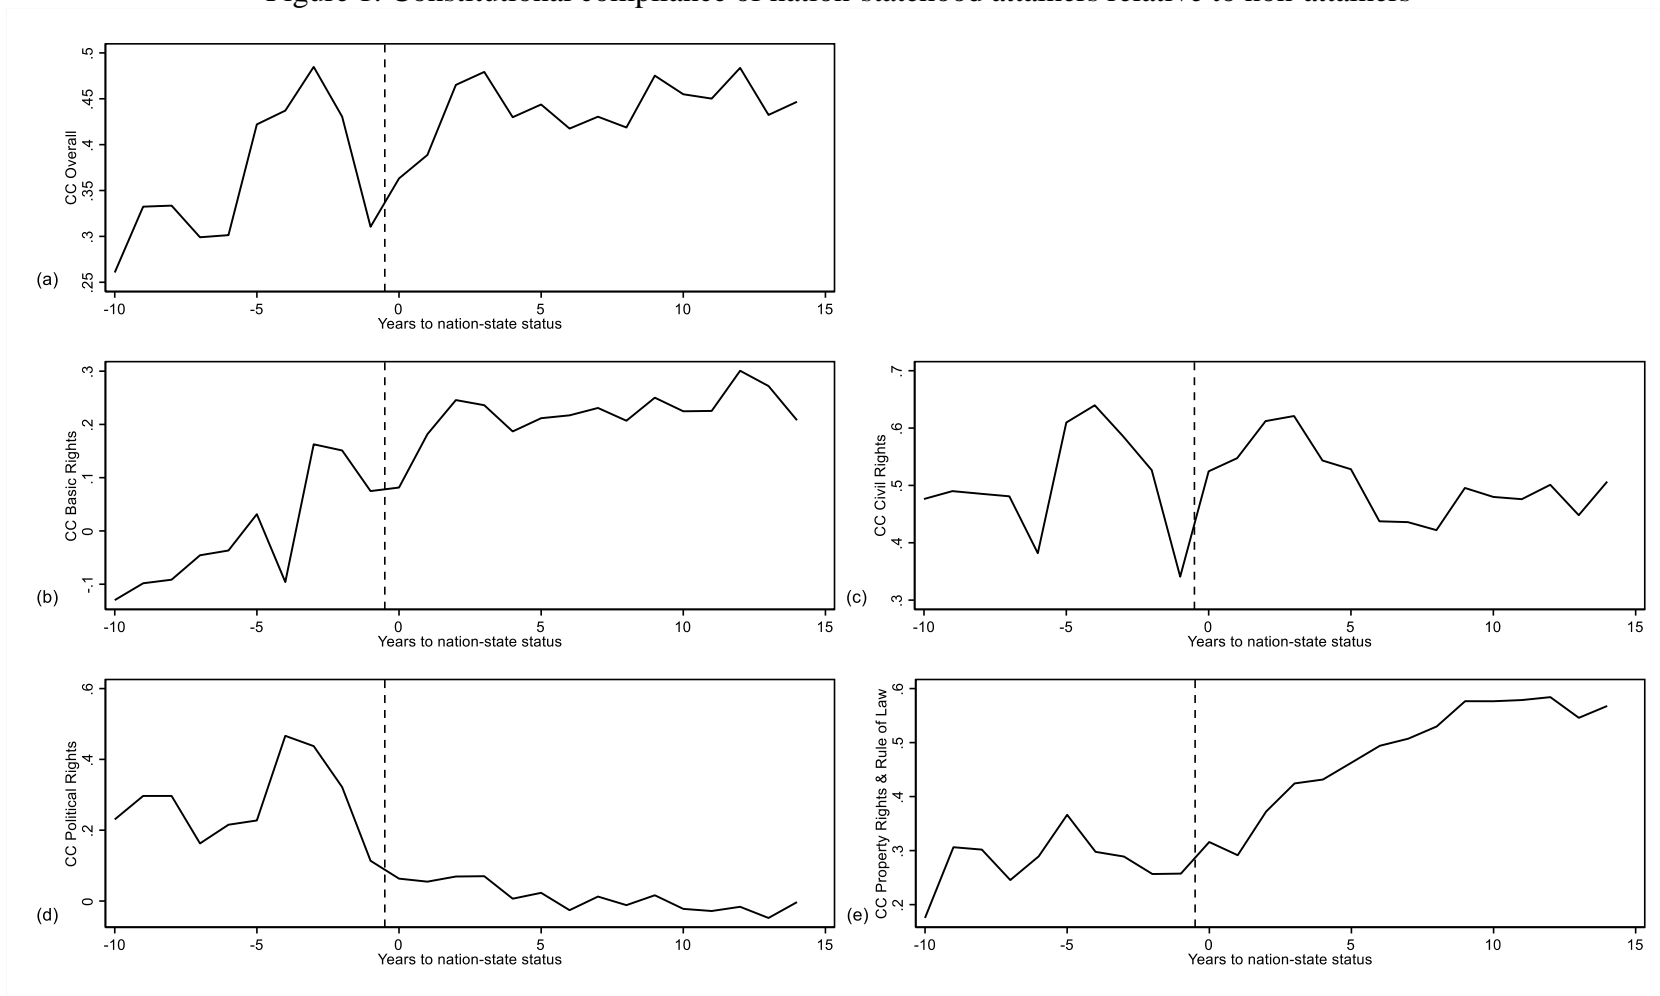 Figure 1: Constitutional compliance of nation-statehood attainers relative to non-attainers
(a)
CC Overall
.25 .3 .35 .4 .45 .5
-10 -5 0 5 10 15
Years to nation-state status
(b)
CC Basic Rights
-.1 0 .1 .2 .3
-10 -5 0 5 10 15
Years to nation-state status
(c)
CC Civil Rights
.3 .4 .5 .6 .7
-10 -5 0 5 10 15
Years to nation-state status
(d)
CC Political Rights
0 .2 .4 .6
-10 -5 0 5 10 15
Years to nation-state status
(e)
CC Property Rights & Rule of Law
.2 .3 .4 .5 .6
-10 -5 0 5 10 15
Years to nation-state status